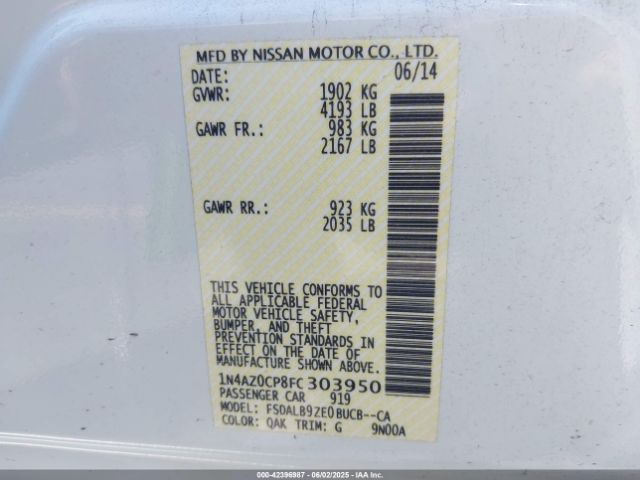 MFD BY NISSAN MOTOR CO., LTD.
DATE: 06/14
GVWR: 1902 KG
4193 LB
GAWR FR.: 983 KG
2167 LB
GAWR RR.: 923 KG
2035 LB
THIS VEHICLE CONFORMS TO
ALL APPLICABLE FEDERAL
MOTOR VEHICLE SAFETY,
BUMPER, AND THEFT
PREVENTION STANDARDS IN
EFFECT ON THE DATE OF
MANUFACTURE SHOWN ABOVE.
1N4AZ0CP8FC303950
PASSENGER CAR 919
MODEL: FSDALB9ZE0BUCB--CA
COLOR: QAK TRIM: G 9N00A
000-42396987 - 06/02/2025 - IAAI.COM